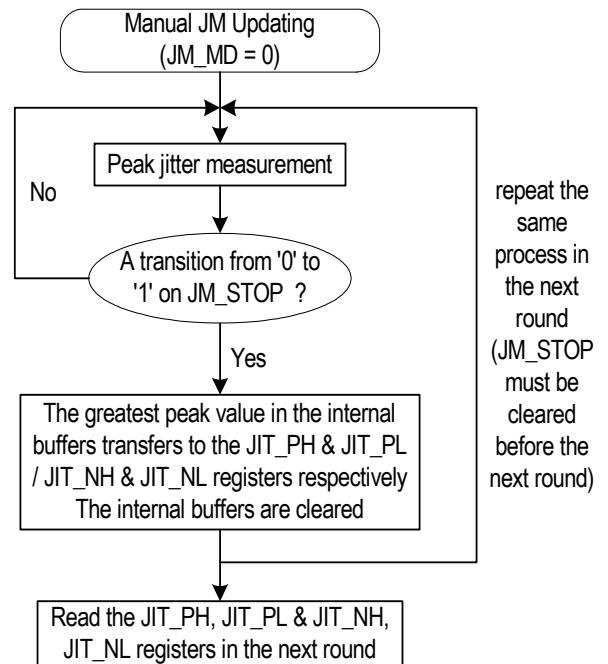 Manual JM Updating
(JM_MD = 0)
Peak jitter measurement
No
A transition from '0' to
'1' on JM_STOP ?
Yes
The greatest peak value in the internal
buffers transfers to the JIT_PH & JIT_PL
/ JIT_NH & JIT_NL registers respectively
The internal buffers are cleared
repeat the
same
process in
the next
round
(JM_STOP
must be
cleared
before the
next round)
Read the JIT_PH, JIT_PL & JIT_NH,
JIT_NL registers in the next round